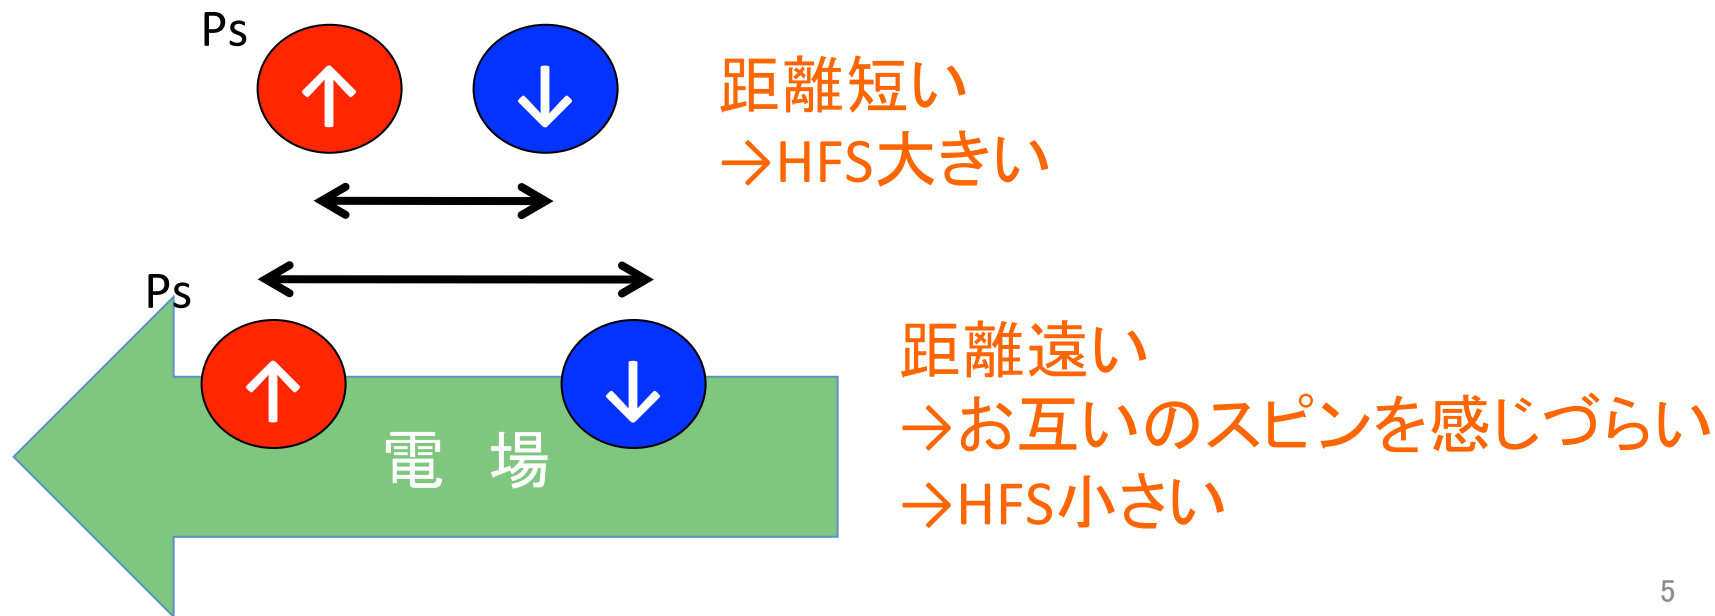 Ps
↑ ↓
距離短い
→HFS大きい
Ps
↑ ↓
電 場
距離遠い
→お互いのスピンを感じづらい
→HFS小さい
5